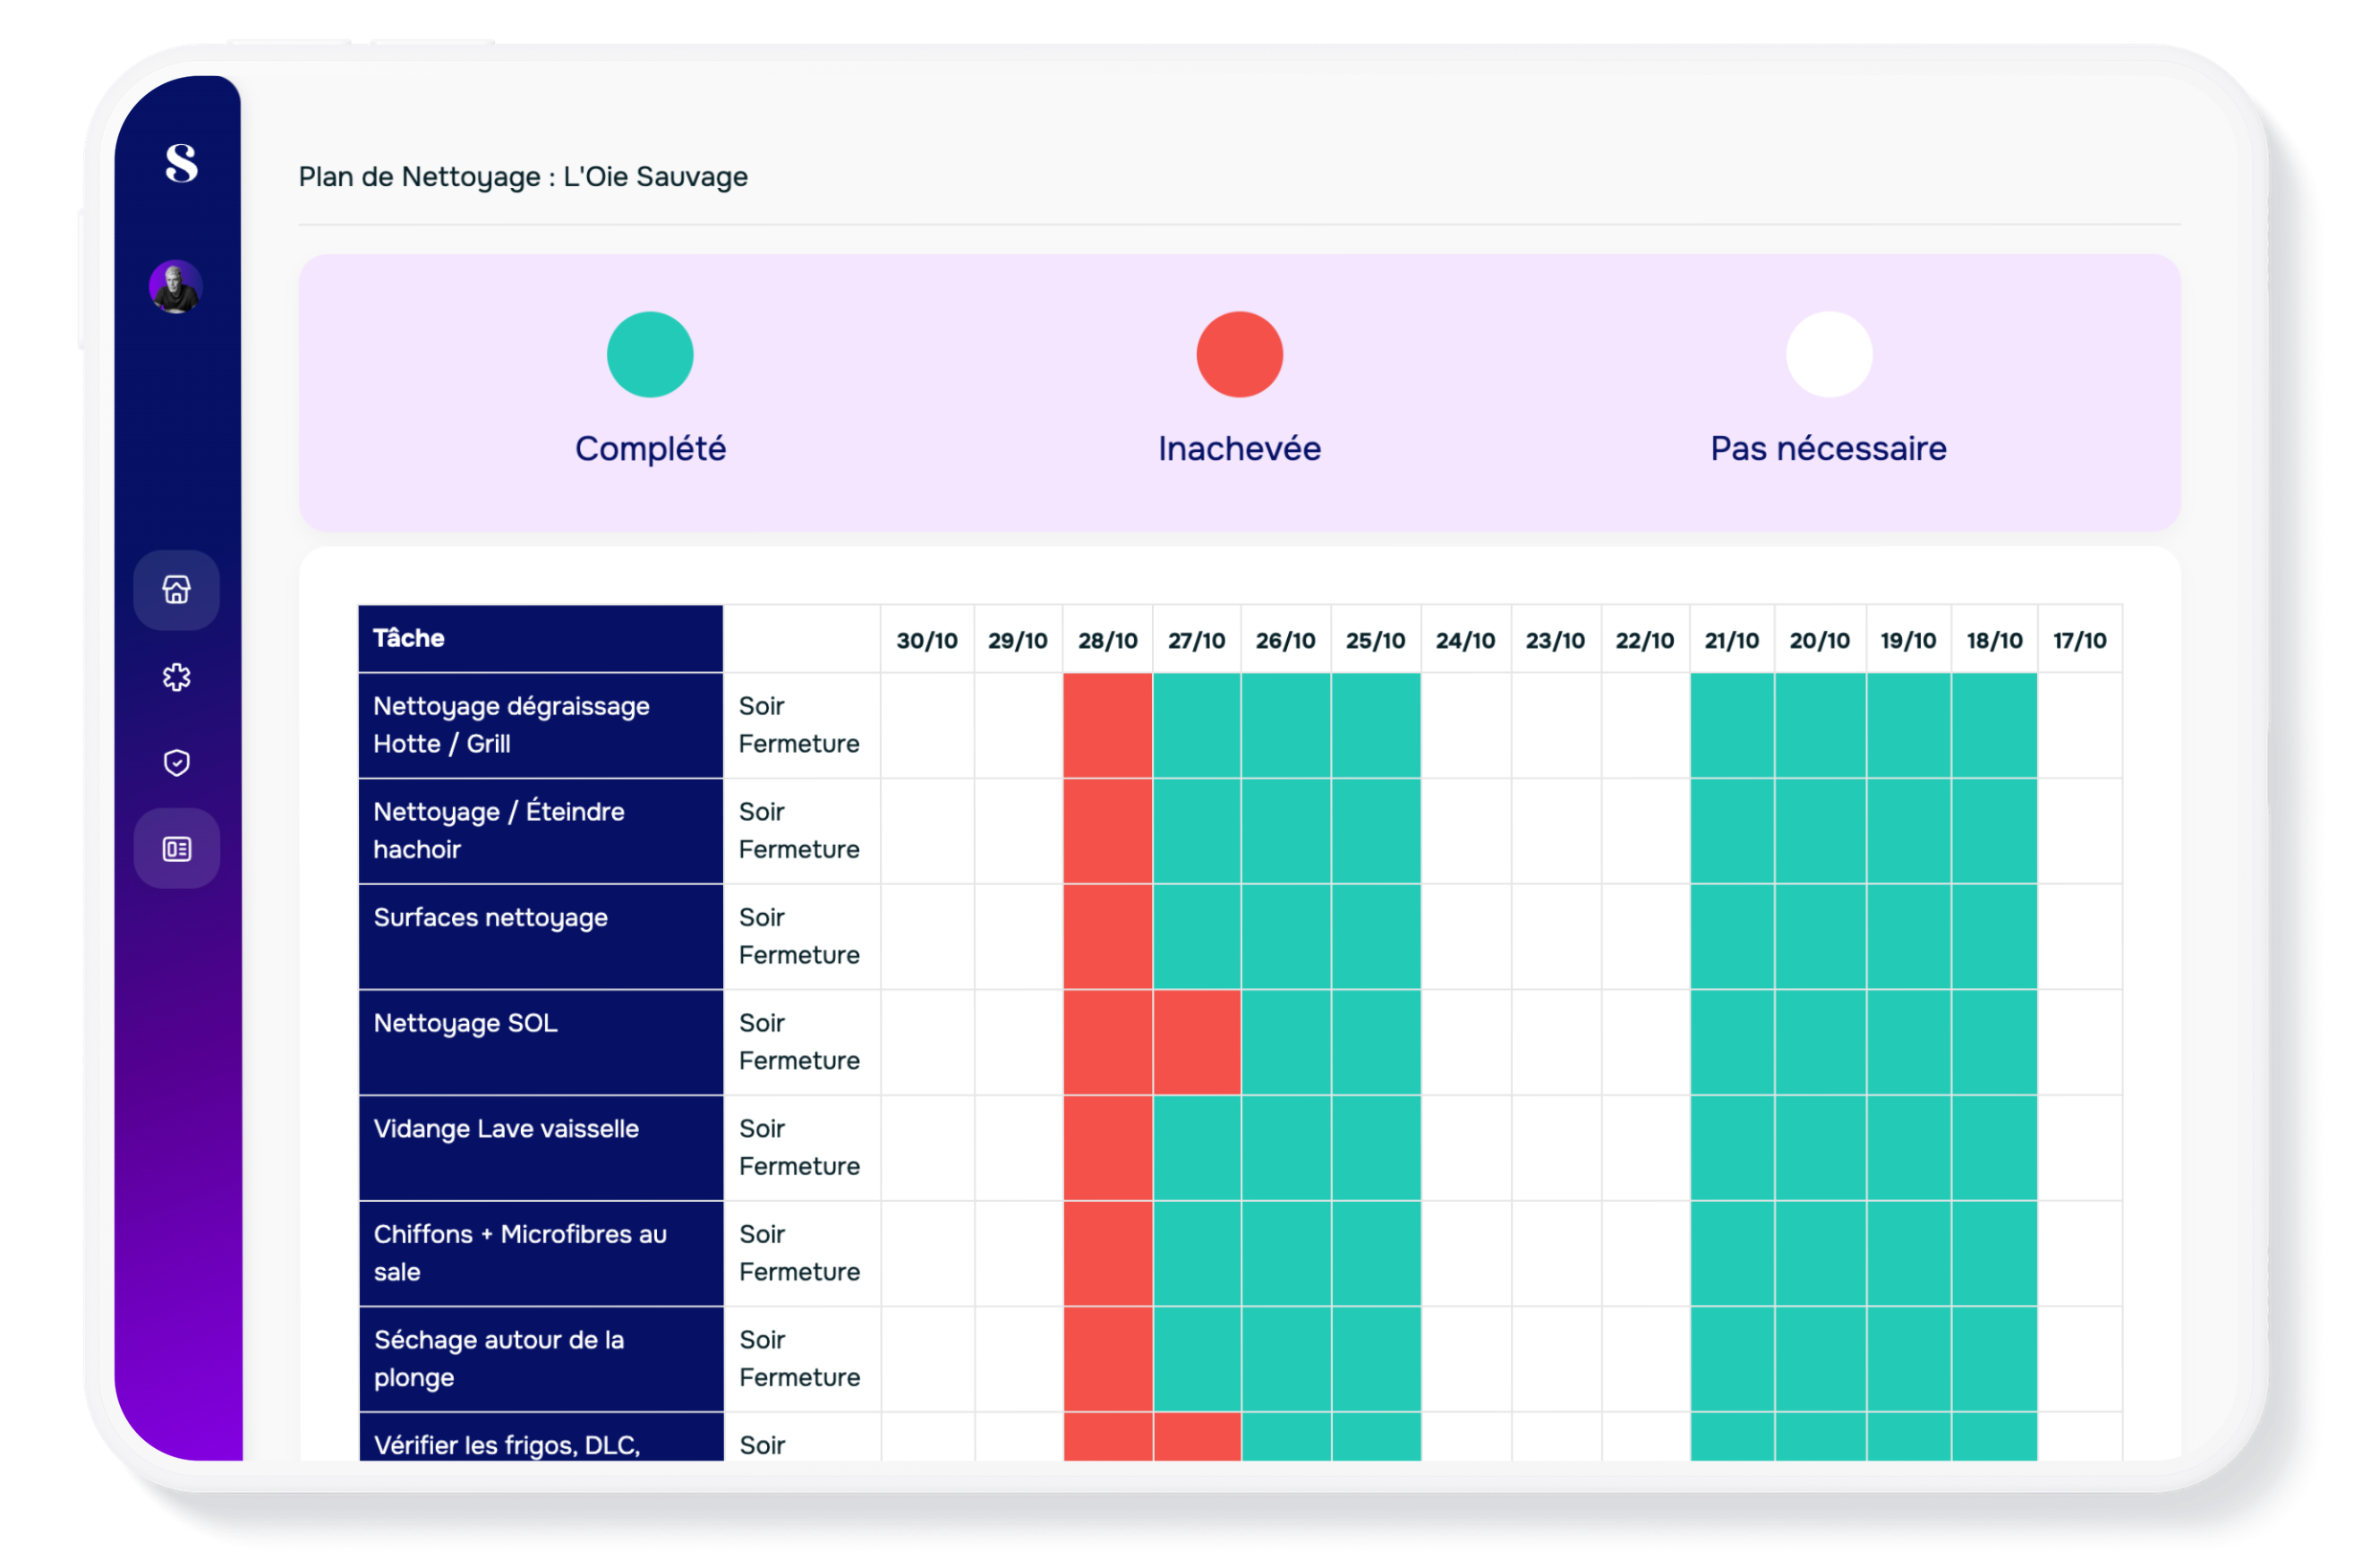 S
Plan de Nettoyage : L'Oie Sauvage
Complété
Inachevée
Pas nécessaire
Tâche 30/10 29/10 28/10 27/10 26/10 25/10 24/10 23/10 22/10 21/10 20/10 19/10 18/10 17/10
Nettoyage dégraissage
Hotte / Grill
Soir
Fermeture
Nettoyage / Éteindre
hachoir
Soir
Fermeture
Surfaces nettoyage
Soir
Fermeture
Nettoyage SOL
Soir
Fermeture
Vidange Lave vaisselle
Soir
Fermeture
Chiffons + Microfibres au
sale
Soir
Fermeture
Séchage autour de la
plonge
Soir
Fermeture
Vérifier les frigos, DLC,
Soir